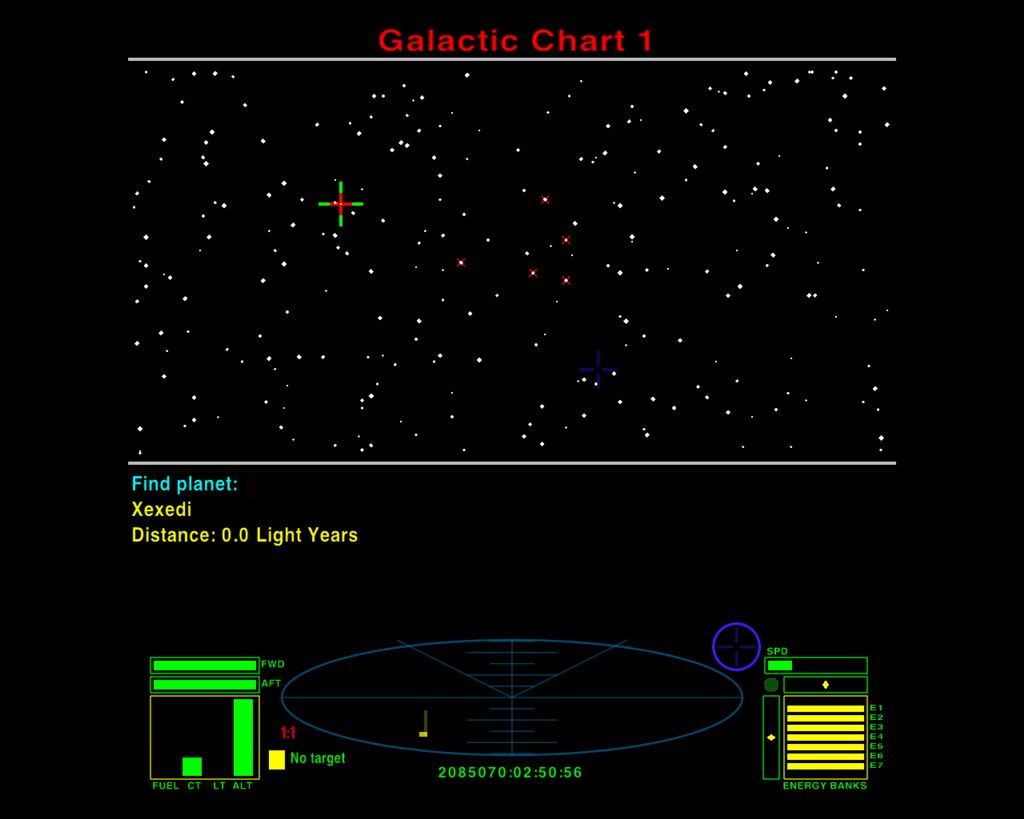 Galactic Chart 1
Find planet:
Xexedi
Distance: 0.0 Light Years
FWD
AFT
FUEL CT LT ALT
1:1
No target
2085070:02:50:56
SPD
E1
E2
E3
E4
E5
E6
E7
ENERGY BANKS